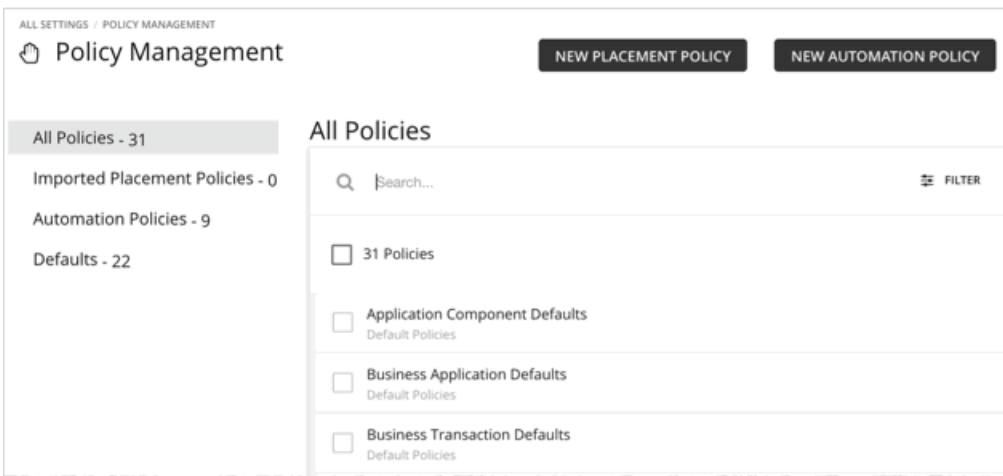 ALL SETTINGS / POLICY MANAGEMENT
Policy Management
NEW PLACEMENT POLICY
NEW AUTOMATION POLICY
All Policies - 31
Imported Placement Policies - 0
Automation Policies - 9
Defaults - 22
All Policies
Search...
FILTER
31 Policies
Application Component Defaults
Default Policies
Business Application Defaults
Default Policies
Business Transaction Defaults
Default Policies